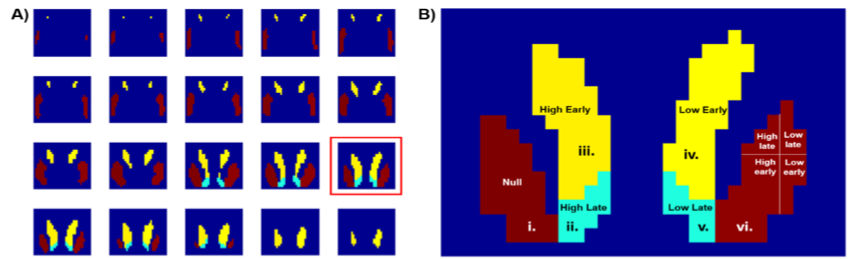 A)
B)
High Early
Low Early
High
late
Low
late
iii.
iv.
High
early
Low
early
Null
High Late
Low Late
i.
ii.
v.
vi.